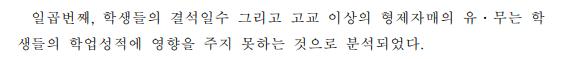 일곱번째, 학생들의 결석일수 그리고 고교 이상의 형제자매의 유·무는 학
생들의 학업성적에 영향을 주지 못하는 것으로 분석되었다.